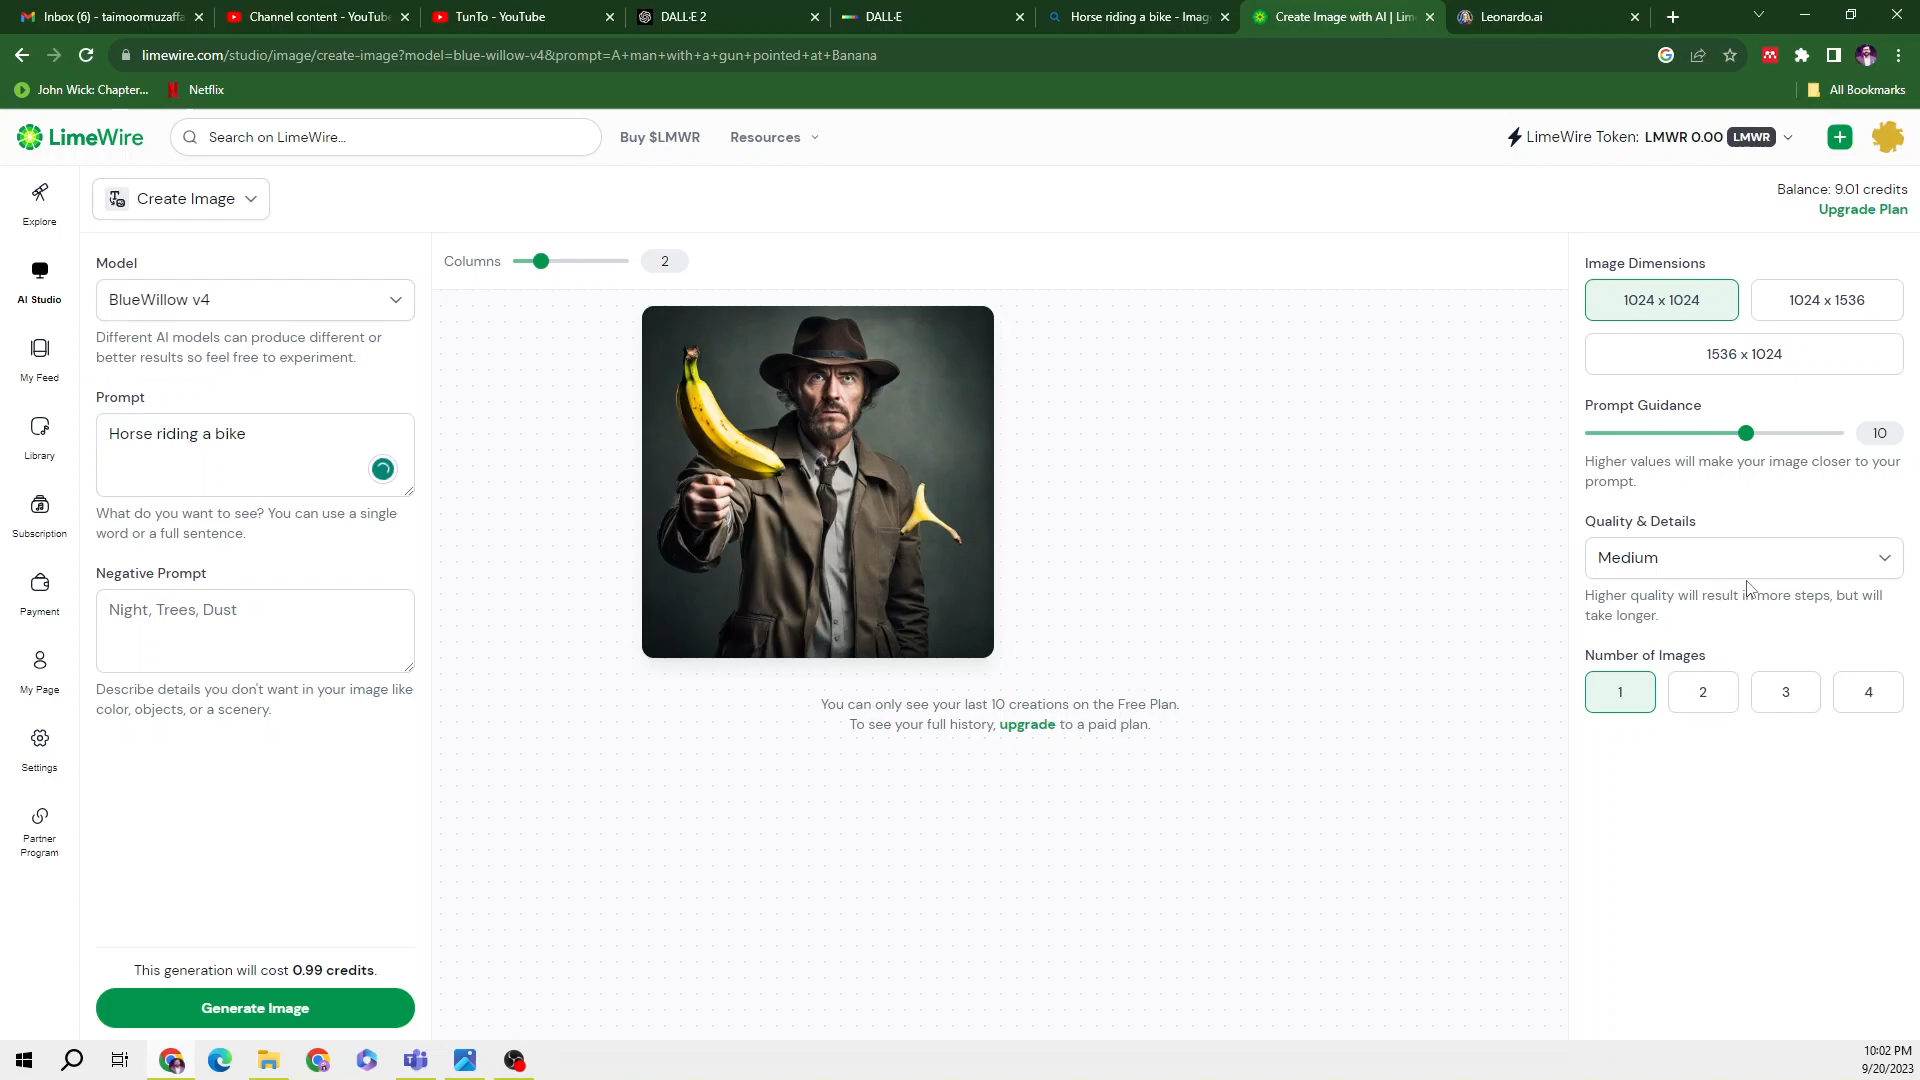 Inbox (6) - taimoormuzaffa
Channel content - YouTube
TunTo - YouTube
DALL·E 2
DALL·E
Horse riding a bike - Imag
Create Image with AI | Lim
Leonardo.ai
limewire.com/studio/image/create-image?model=blue-willow-v4&prompt=A+man+with+a+gun+pointed+at+Banana
John Wick: Chapter...
Netflix
All Bookmarks
LimeWire
Search on LimeWire...
Buy $LMWR
Resources
LimeWire Token: LMWR 0.00 LMWR
Explore
AI Studio
My Feed
Library
Subscription
Payment
My Page
Settings
Partner
Program
Create Image
Balance: 9.01 credits
Upgrade Plan
Model
BlueWillow v4
Different AI models can produce different or
better results so feel free to experiment.
Prompt
Horse riding a bike
What do you want to see? You can use a single
word or a full sentence.
Negative Prompt
Night, Trees, Dust
Describe details you don't want in your image like
color, objects, or a scenery.
This generation will cost 0.99 credits.
Generate Image
Columns
2
You can only see your last 10 creations on the Free Plan.
To see your full history, upgrade to a paid plan.
Image Dimensions
1024 x 1024
1024 x 1536
1536 x 1024
Prompt Guidance
10
Higher values will make your image closer to your
prompt.
Quality & Details
Medium
Higher quality will result in more steps, but will
take longer.
Number of Images
1
2
3
4
10:02 PM
9/20/2023